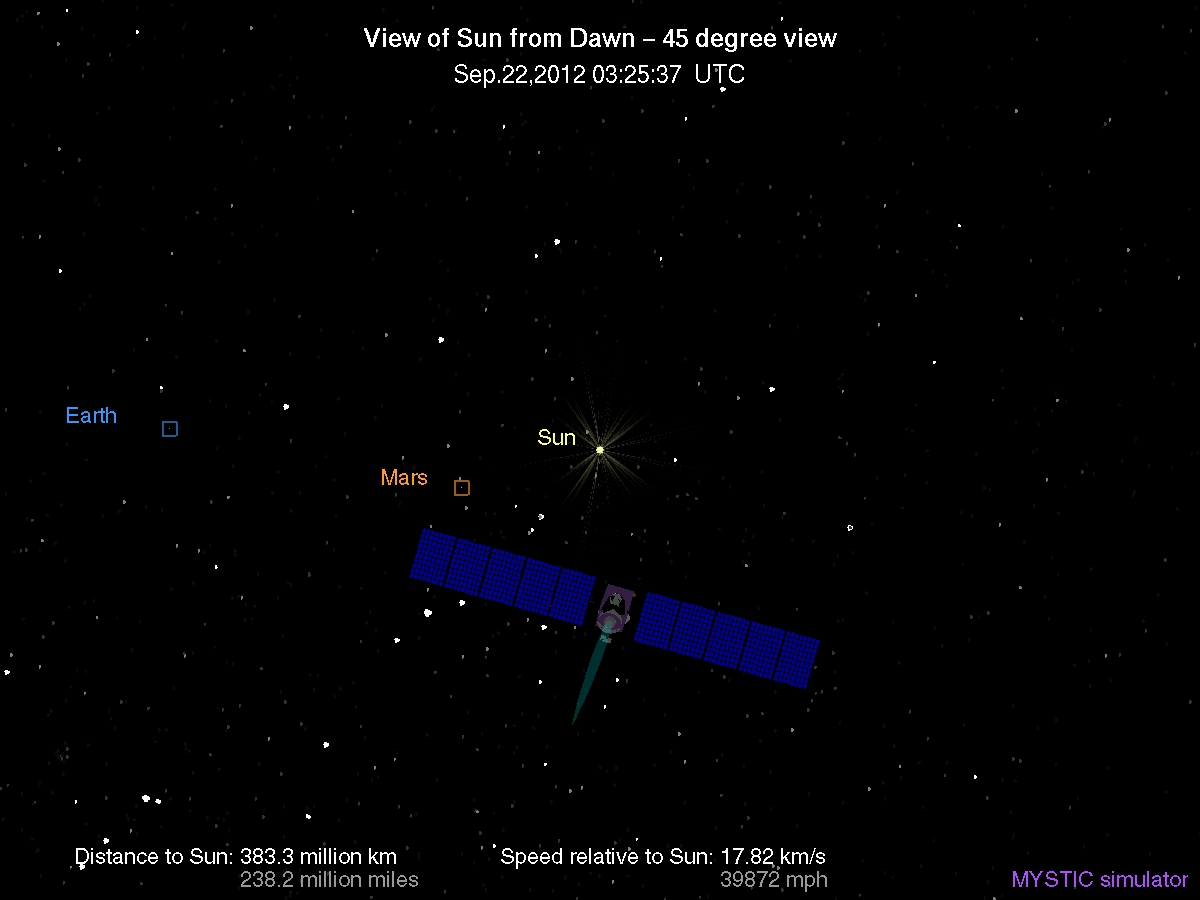 View of Sun from Dawn – 45 degree view
Sep.22,2012 03:25:37 UTC
Earth
Sun
Mars
Distance to Sun: 383.3 million km
238.2 million miles
Speed relative to Sun: 17.82 km/s
39872 mph
MYSTIC simulator